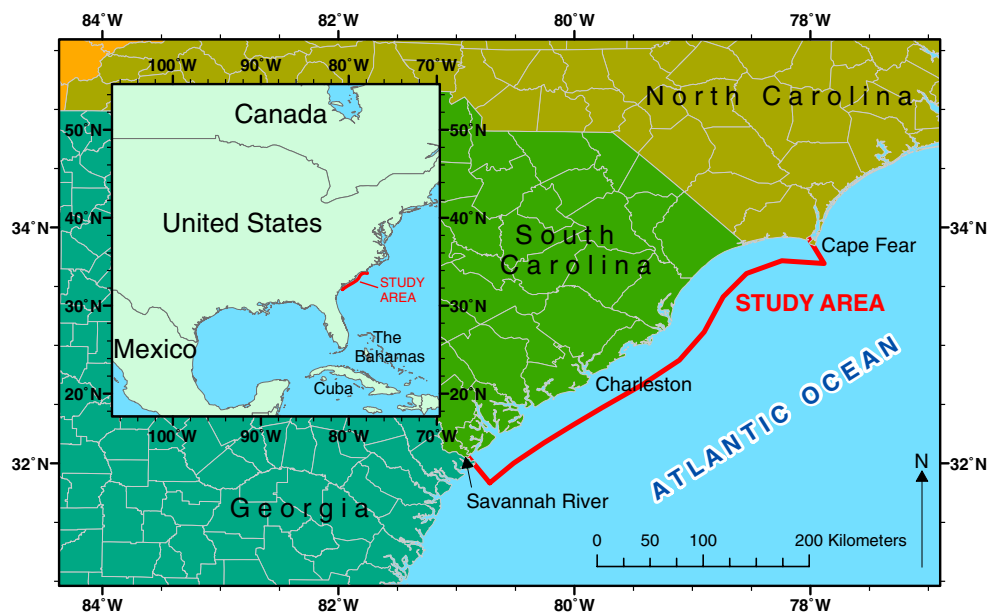 84˚W
82˚W
80˚W
78˚W
100˚W
90˚W
80˚W
70˚W
Canada
50˚N
50˚N
United States
40˚N
40˚N
STUDY
AREA
30˚N
30˚N
The
Bahamas
Mexico
Cuba
20˚N
20˚N
100˚W
90˚W
80˚W
70˚W
North Carolina
34˚N
34˚N
South
Carolina
Cape Fear
STUDY AREA
Charleston
ATLANTIC OCEAN
32˚N
32˚N
N
Savannah River
Georgia
0
50
100
200 Kilometers
84˚W
82˚W
80˚W
78˚W